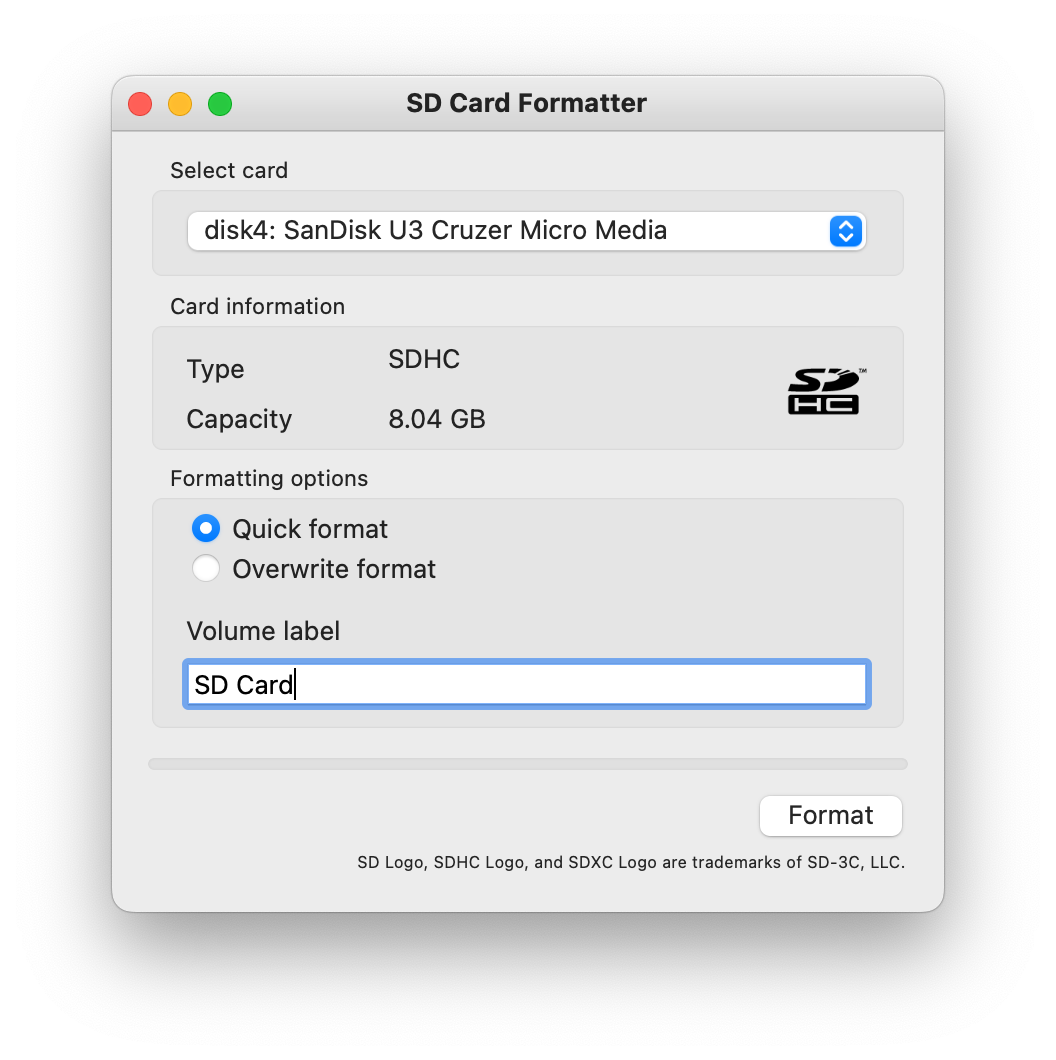 SD Card Formatter
Select card
disk4: SanDisk U3 Cruzer Micro Media
Card information
Type SDHC
Capacity 8.04 GB
SD™
HC
Formatting options
Quick format
Overwrite format
Volume label
SD Card
Format
SD Logo, SDHC Logo, and SDXC Logo are trademarks of SD-3C, LLC.